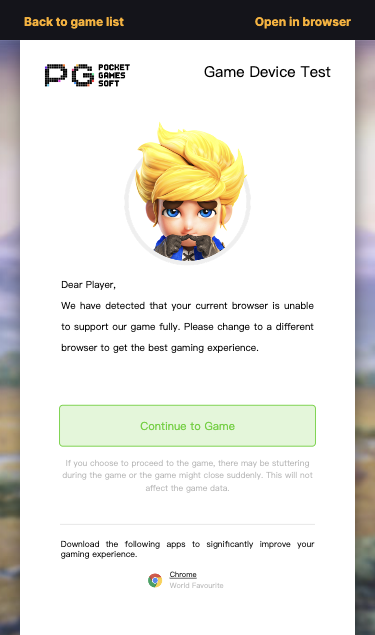 Back to game list
Open in browser
PG POCKET
GAMES
SOFT
Game Device Test
Dear Player,
We have detected that your current browser is unable
to support our game fully. Please change to a different
browser to get the best gaming experience.
Continue to Game
If you choose to proceed to the game, there may be stuttering
during the game or the game might close suddenly. This will not
affect the game data.
Download the following apps to significantly improve your
gaming experience.
Chrome
World Favourite